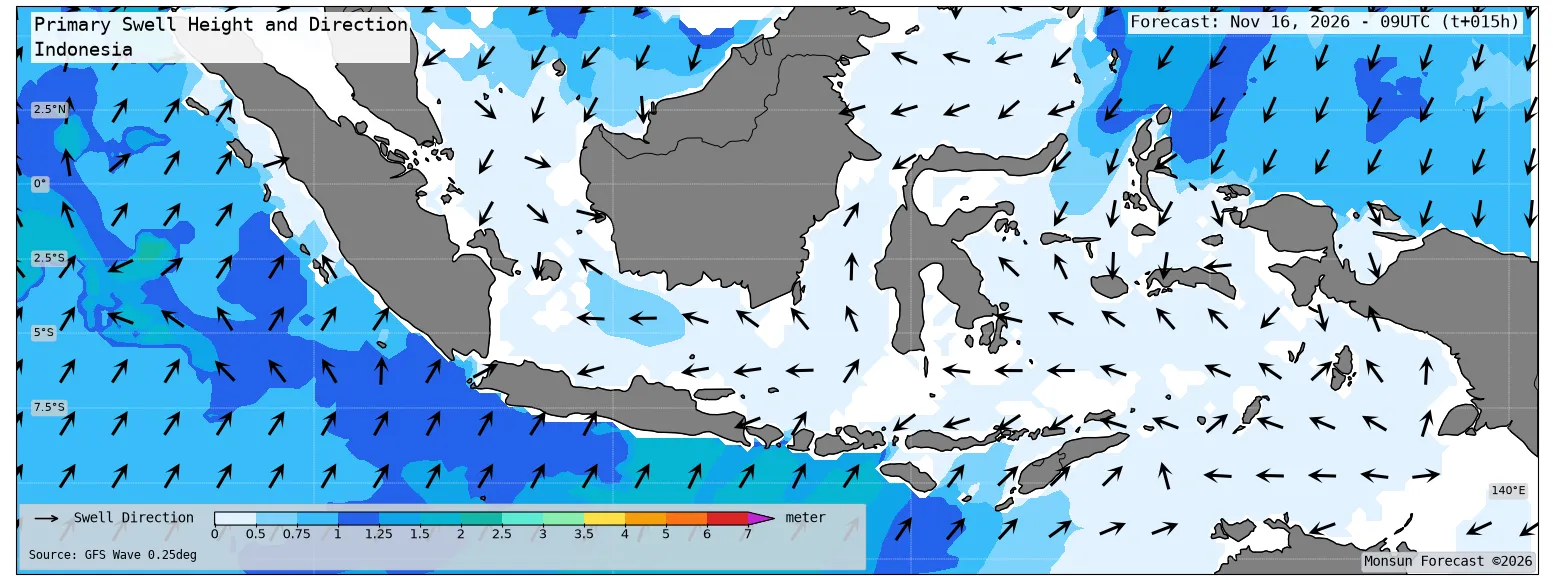 Primary Swell Height and Direction
Indonesia
Forecast: Nov 16, 2026 - 09UTC (t+015h)
2.5°N
0°
2.5°S
5°S
7.5°S
140°E
Swell Direction
meter
0 0.5 0.75 1 1.25 1.5 2 2.5 3 3.5 4 5 6 7
Source: GFS Wave 0.25deg
Monsun Forecast ©2026